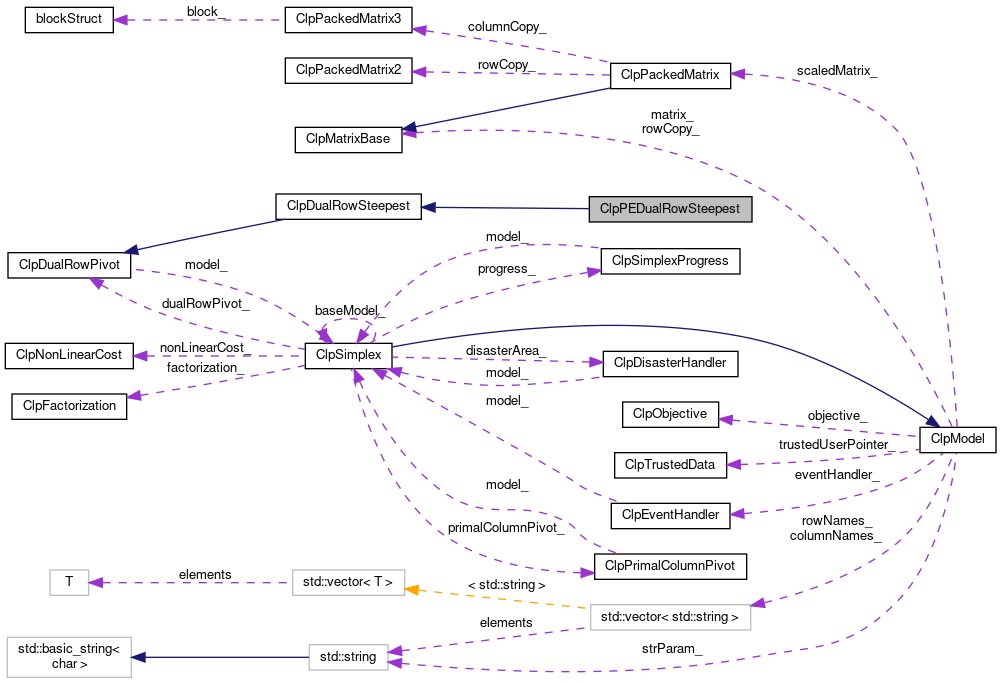 blockStruct
block_
ClpPackedMatrix3
columnCopy_
ClpPackedMatrix2
rowCopy_
ClpPackedMatrix
scaledMatrix_
ClpMatrixBase
matrix_
rowCopy_
ClpDualRowSteepest
ClpPEDualRowSteepest
ClpDualRowPivot
model_
model_
ClpSimplexProgress
progress_
dualRowPivot_
baseModel_
ClpNonLinearCost
nonLinearCost_
ClpSimplex
disasterArea_
ClpDisasterHandler
factorization_
model_
ClpFactorization
model_
ClpObjective
objective_
ClpModel
trustedUserPointer_
ClpTrustedData
eventHandler_
model_
ClpEventHandler
primalColumnPivot_
rowNames_
columnNames_
ClpPrimalColumnPivot
T
elements
std::vector< T >
< std::string >
std::vector< std::string >
elements
std::basic_string<
char >
std::string
strParam_